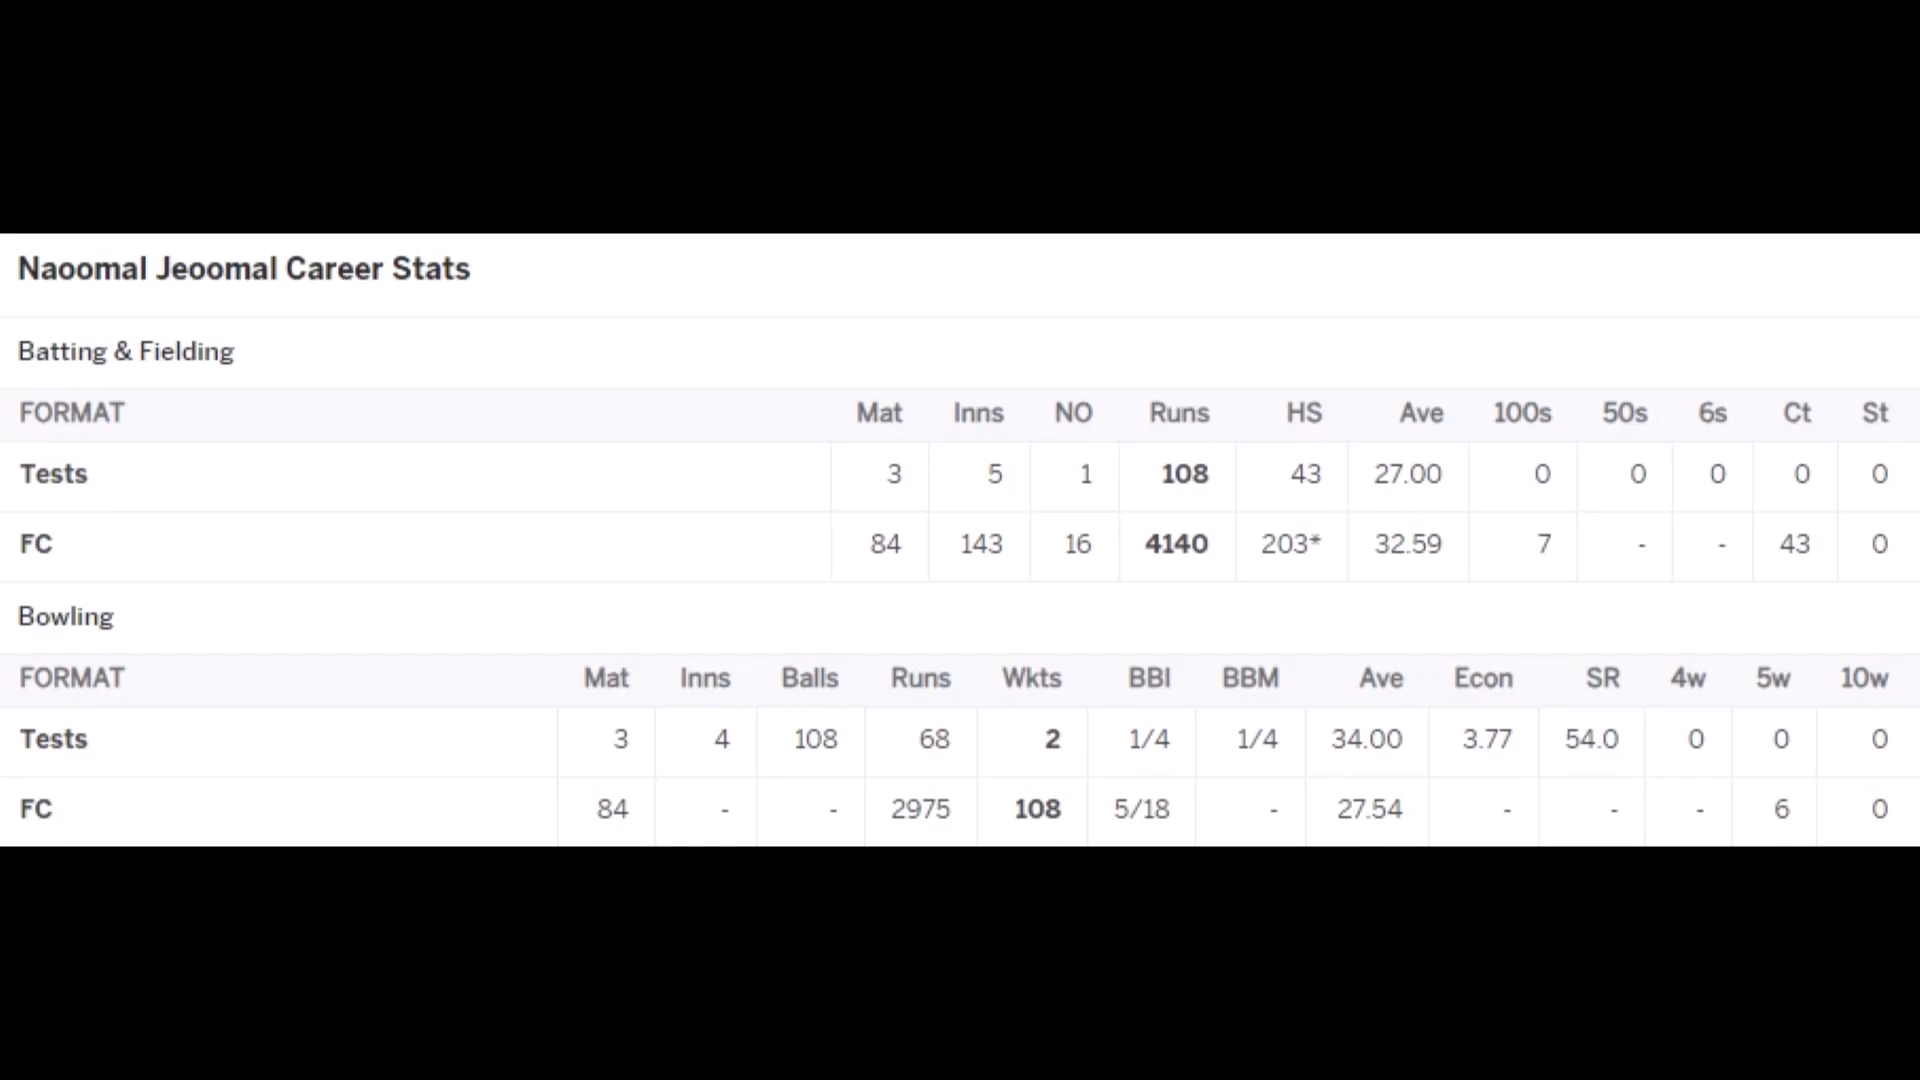 Naoomal Jeoomal Career Stats
Batting & Fielding
FORMAT Mat Inns NO Runs HS Ave 100s 50s 6s Ct St
Tests 3 5 1 108 43 27.00 0 0 0 0 0
FC 84 143 16 4140 203* 32.59 7 - - 43 0
Bowling
FORMAT Mat Inns Balls Runs Wkts BBI BBM Ave Econ SR 4w 5w 10w
Tests 3 4 108 68 2 1/4 1/4 34.00 3.77 54.0 0 0 0
FC 84 - - 2975 108 5/18 - 27.54 - - - 6 0